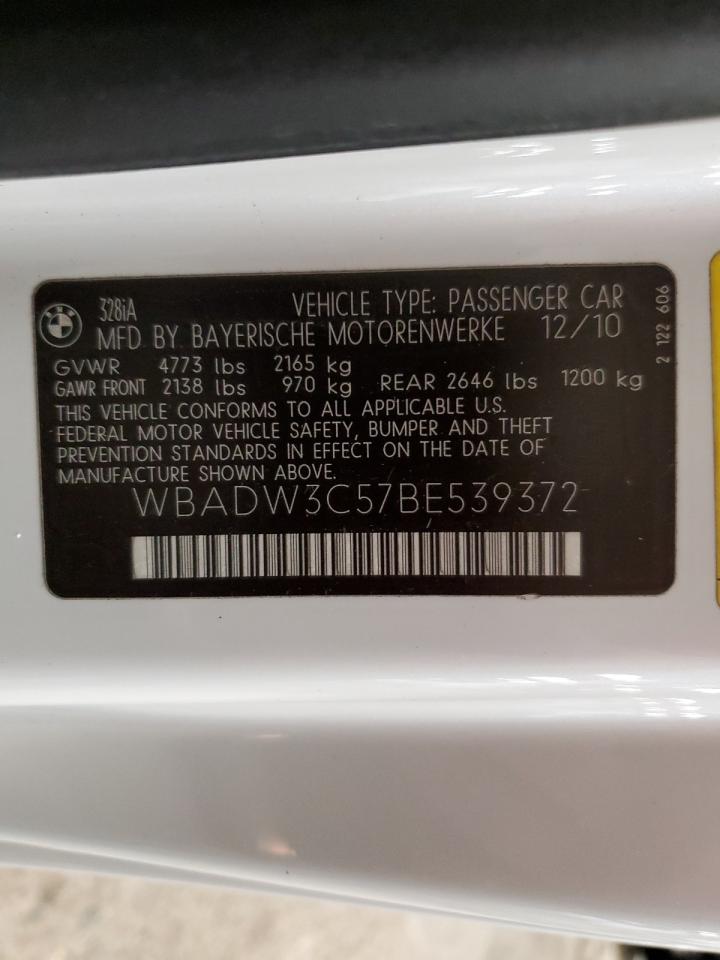 328iA VEHICLE TYPE: PASSENGER CAR
MFD BY BAYERISCHE MOTORENWERKE 12/10
GVWR 4773 lbs 2165 kg
GAWR FRONT 2138 lbs 970 kg REAR 2646 lbs 1200 kg
THIS VEHICLE CONFORMS TO ALL APPLICABLE U.S.
FEDERAL MOTOR VEHICLE SAFETY, BUMPER AND THEFT
PREVENTION STANDARDS IN EFFECT ON THE DATE OF
MANUFACTURE SHOWN ABOVE.
WBADW3C57BE539372
2 122 606